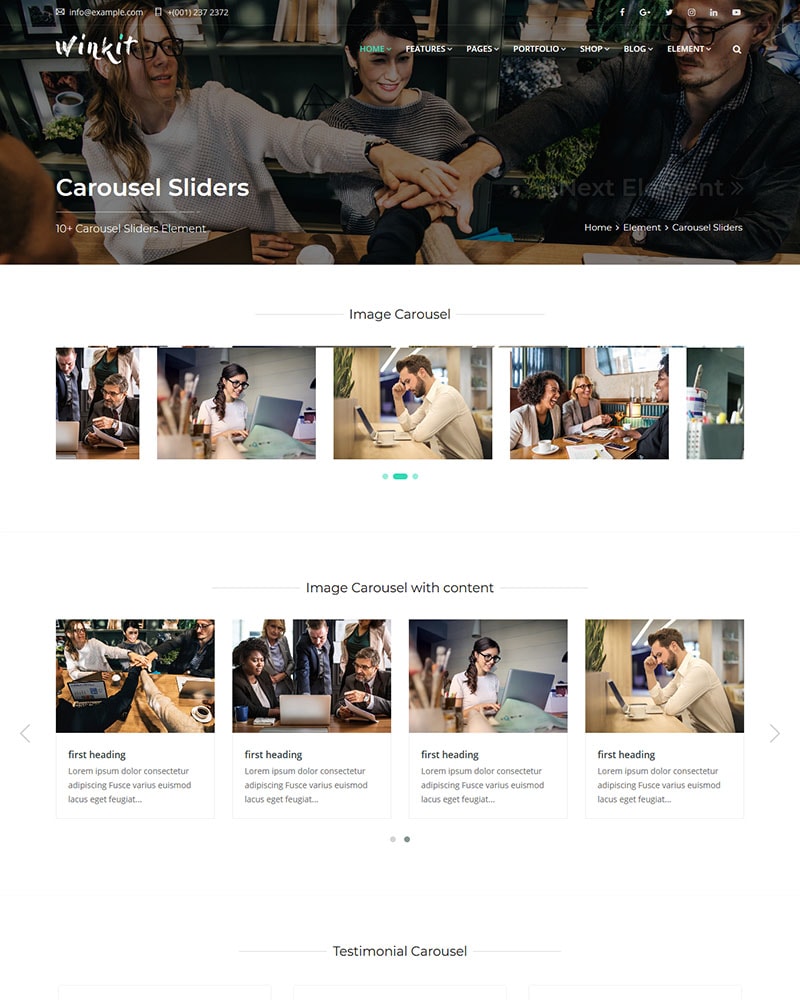 info@example.com +(001) 237 2372
winkit
HOME FEATURES PAGES PORTFOLIO SHOP BLOG ELEMENT
Carousel Sliders
Next Element
10+ Carousel Sliders Element
Home > Element > Carousel Sliders
Image Carousel
Image Carousel with content
first heading
Lorem ipsum dolor consectetur
adipiscing Fusce varius euismod
lacus eget feugiat...
first heading
Lorem ipsum dolor consectetur
adipiscing Fusce varius euismod
lacus eget feugiat...
first heading
Lorem ipsum dolor consectetur
adipiscing Fusce varius euismod
lacus eget feugiat...
first heading
Lorem ipsum dolor consectetur
adipiscing Fusce varius euismod
lacus eget feugiat...
Testimonial Carousel